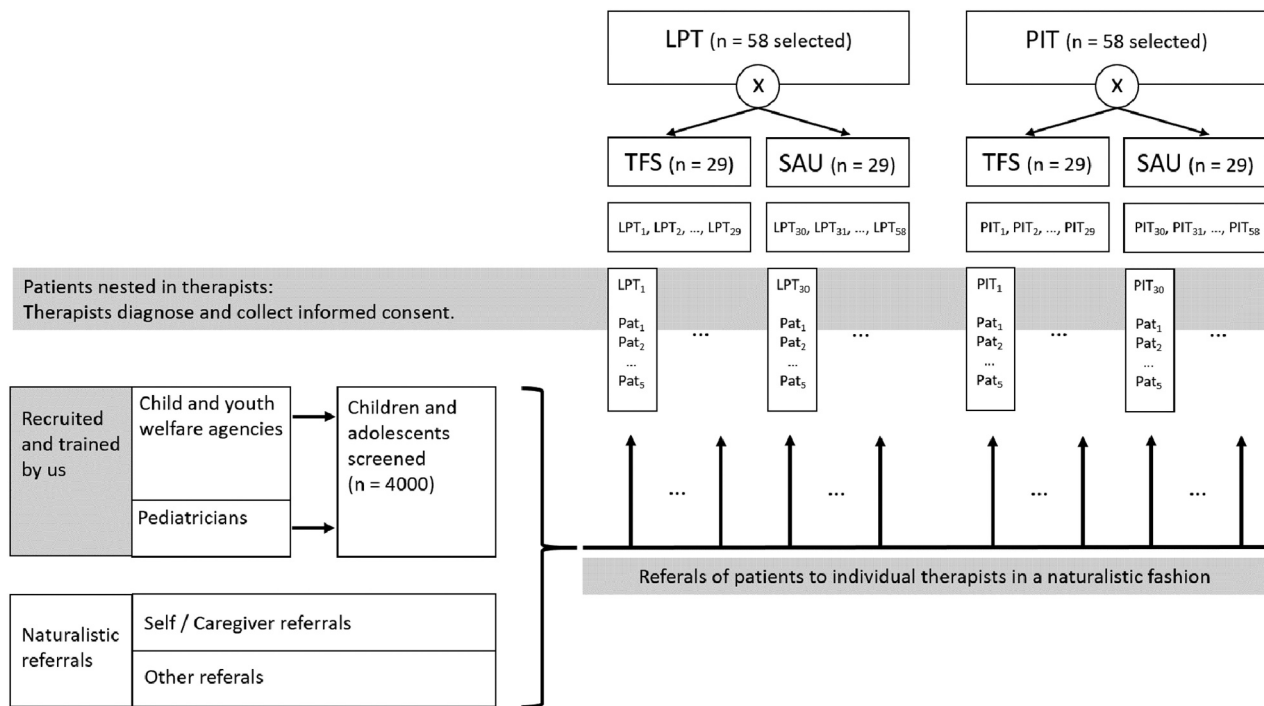 LPT (n = 58 selected)
PIT (n = 58 selected)
X
X
TFS (n = 29)
SAU (n = 29)
TFS (n = 29)
SAU (n = 29)
LPT₁, LPT₂, ..., LPT₂₉
LPT₃₀, LPT₃₁, ..., LPT₅₈
PIT₁, PIT₂, ..., PIT₂₉
PIT₃₀, PIT₃₁, ..., PIT₅₈
Patients nested in therapists:
Therapists diagnose and collect informed consent.
LPT₁
Pat₁
Pat₂
...
Pat₅
...
LPT₃₀
Pat₁
Pat₂
...
Pat₅
...
PIT₁
Pat₁
Pat₂
...
Pat₅
...
PIT₃₀
Pat₁
Pat₂
...
Pat₅
...
Recruited
and trained
by us
Child and youth
welfare agencies
Pediatricians
Children and
adolescents
screened
(n = 4000)
...
...
...
...
Referals of patients to individual therapists in a naturalistic fashion
Naturalistic
referrals
Self / Caregiver referrals
Other referals